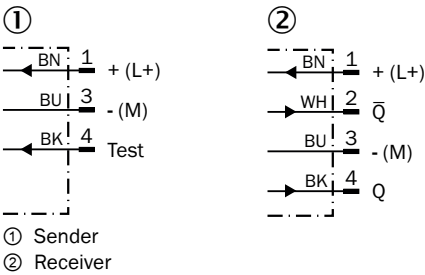 ①
BN 1 + (L+)
BU 3 - (M)
BK 4 Test
②
BN 1 + (L+)
WH 2 Q̅
BU 3 - (M)
BK 4 Q
① Sender
② Receiver